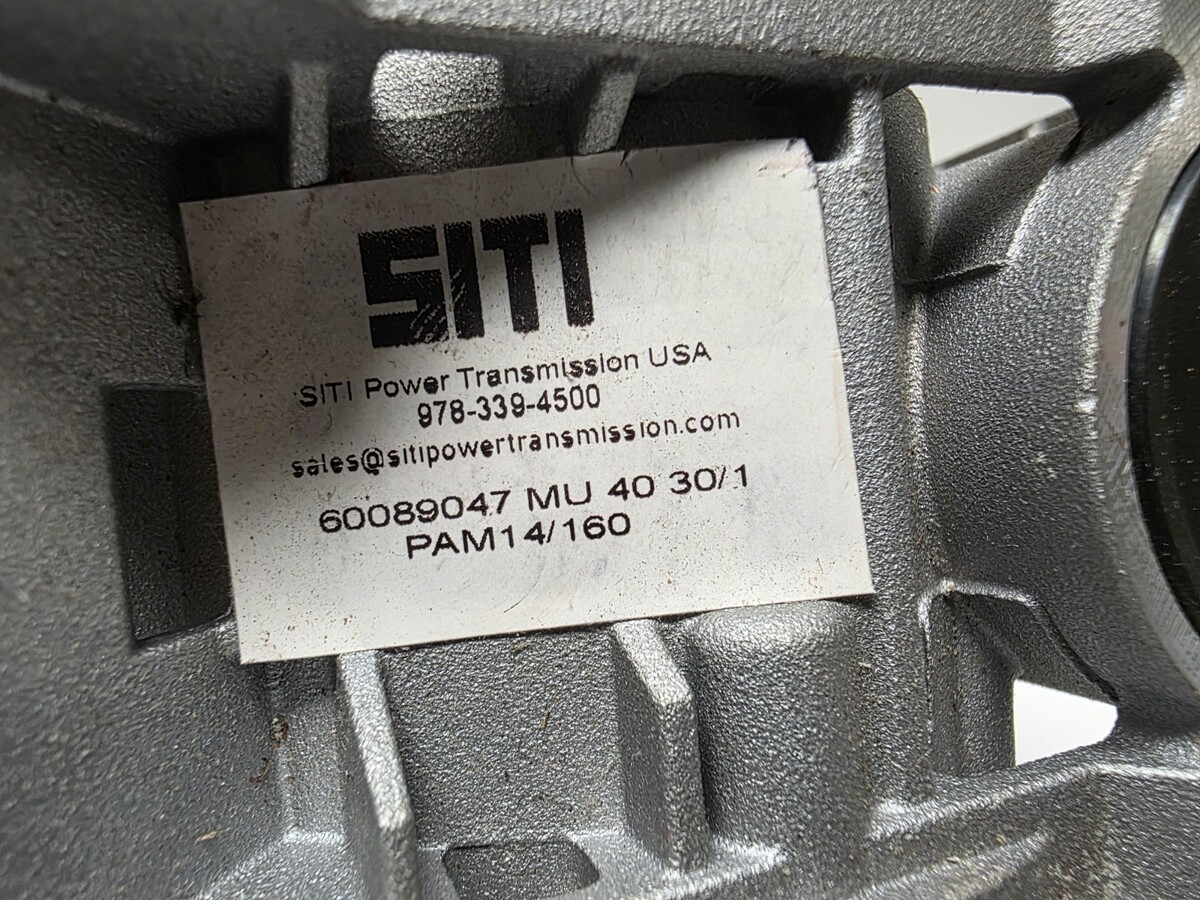 SITI
SITI Power Transmission USA
978-339-4500
sales@sitipowertransmission.com
60089047 MU 40 30/1
PAM14/160